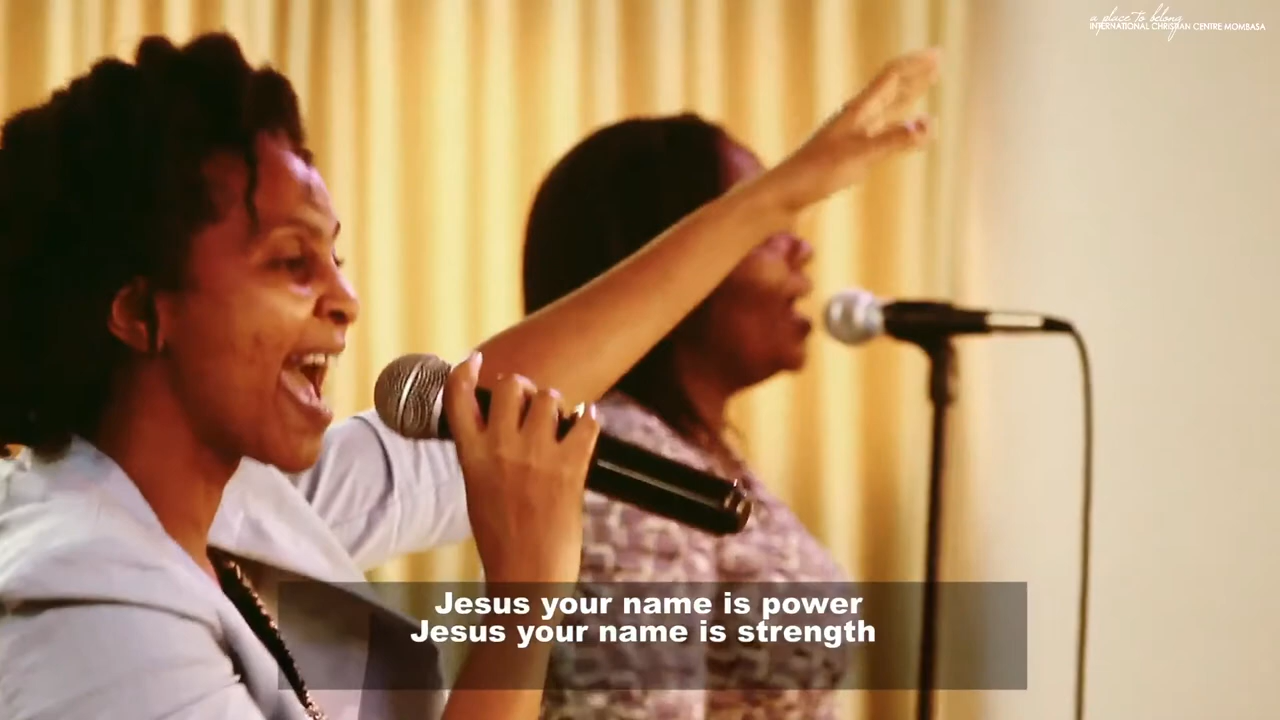 a place to belong
INTERNATIONAL CHRISTIAN CENTRE MOMBASA
Jesus your name is power
Jesus your name is strength